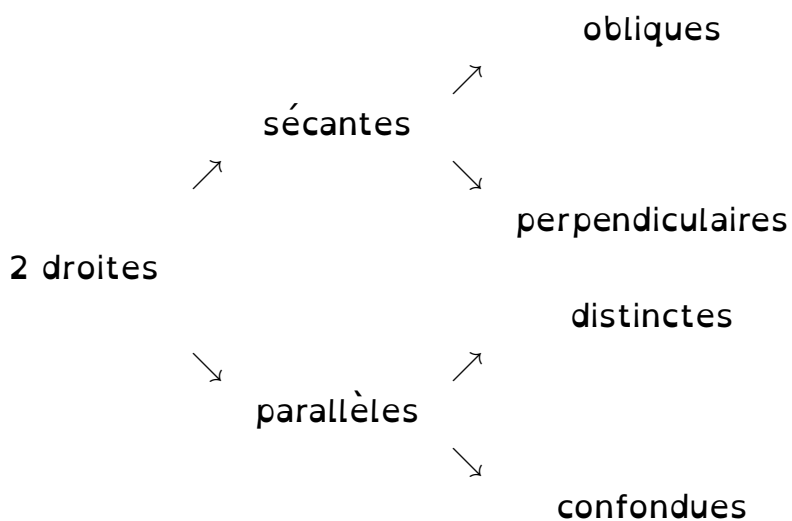 obliques
sécantes
perpendiculaires
2 droites
distinctes
parallèles
confondues